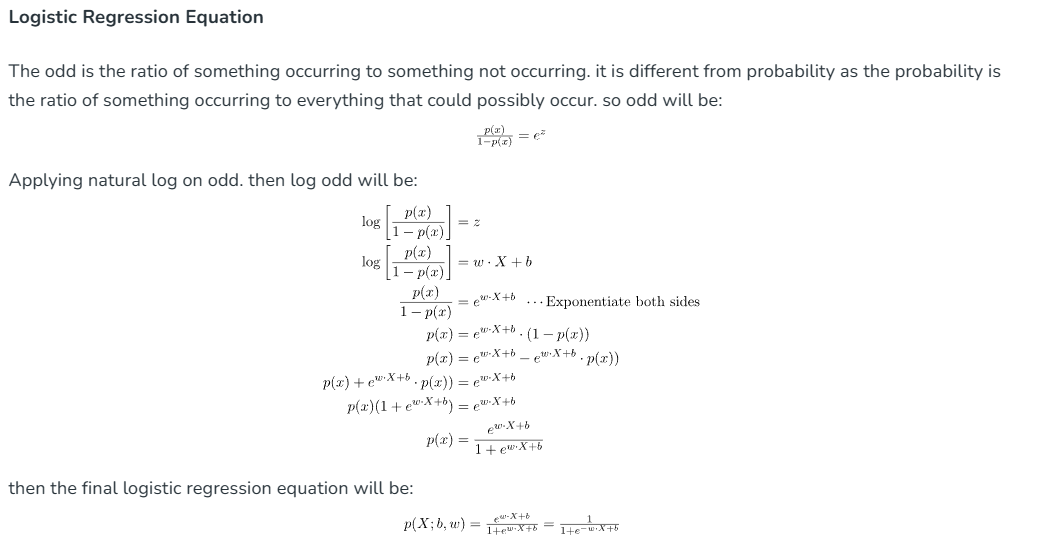 Logistic Regression Equation
The odd is the ratio of something occurring to something not occurring. it is different from probability as the probability is
the ratio of something occurring to everything that could possibly occur. so odd will be:
\frac{p(x)}{1-p(x)} = e^z
Applying natural log on odd. then log odd will be:
\log \left[ \frac{p(x)}{1-p(x)} \right] = z
\log \left[ \frac{p(x)}{1-p(x)} \right] = w \cdot X + b
\frac{p(x)}{1-p(x)} = e^{w \cdot X+b} \cdots Exponentiate both sides
p(x) = e^{w \cdot X+b} \cdot (1-p(x))
p(x) = e^{w \cdot X+b} - e^{w \cdot X+b} \cdot p(x))
p(x) + e^{w \cdot X+b} \cdot p(x)) = e^{w \cdot X+b}
p(x)(1 + e^{w \cdot X+b}) = e^{w \cdot X+b}
p(x) = \frac{e^{w \cdot X+b}}{1+e^{w \cdot X+b}}
then the final logistic regression equation will be:
p(X; b, w) = \frac{e^{w \cdot X+b}}{1+e^{w \cdot X+b}} = \frac{1}{1+e^{-w \cdot X+b}}